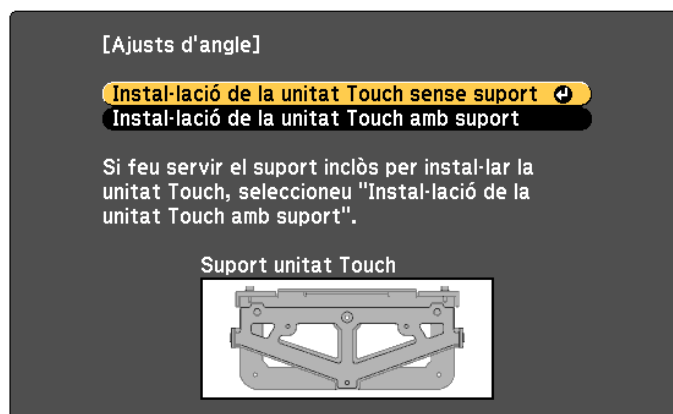 [Ajusts d'angle]
Instal·lació de la unitat Touch sense suport
Instal·lació de la unitat Touch amb suport
Si feu servir el suport inclòs per instal·lar la
unitat Touch, seleccioneu "Instal·lació de la
unitat Touch amb suport".
Suport unitat Touch